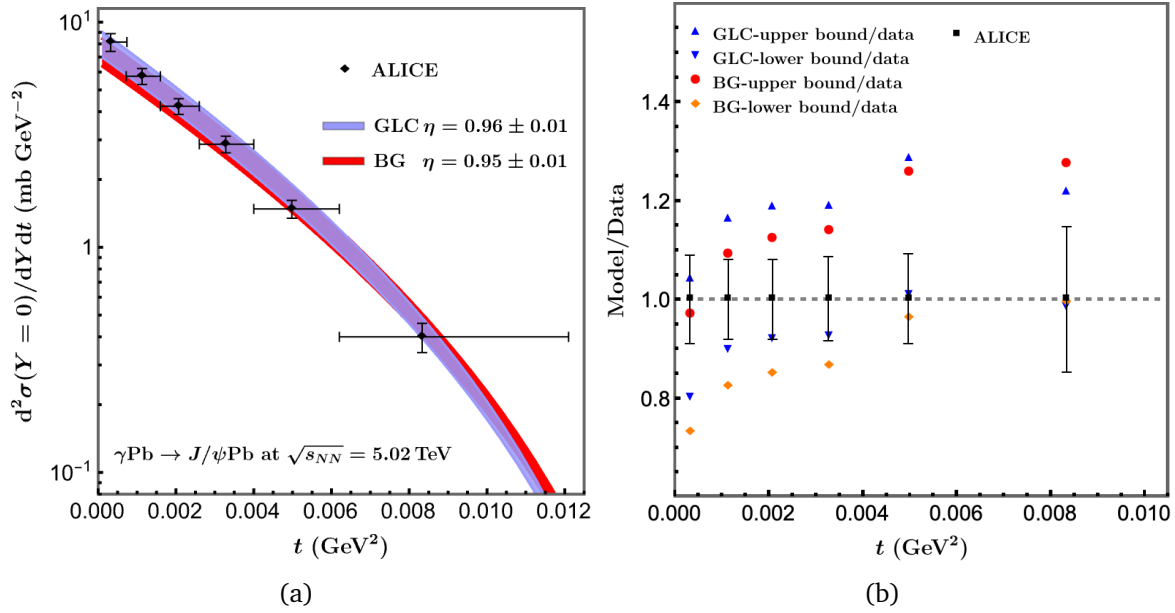 10¹
1
10⁻¹
d²σ(Y = 0)/dYdt (mb GeV⁻²)
ALICE
GLC η = 0.96 ± 0.01
BG η = 0.95 ± 0.01
γPb → J/ψPb at √s_NN = 5.02 TeV
0.000 0.002 0.004 0.006 0.008 0.010 0.012
t (GeV²)
(a)
GLC-upper bound/data
GLC-lower bound/data
BG-upper bound/data
BG-lower bound/data
ALICE
1.4
1.2
1.0
0.8
Model/Data
0.000 0.002 0.004 0.006 0.008 0.010
t (GeV²)
(b)